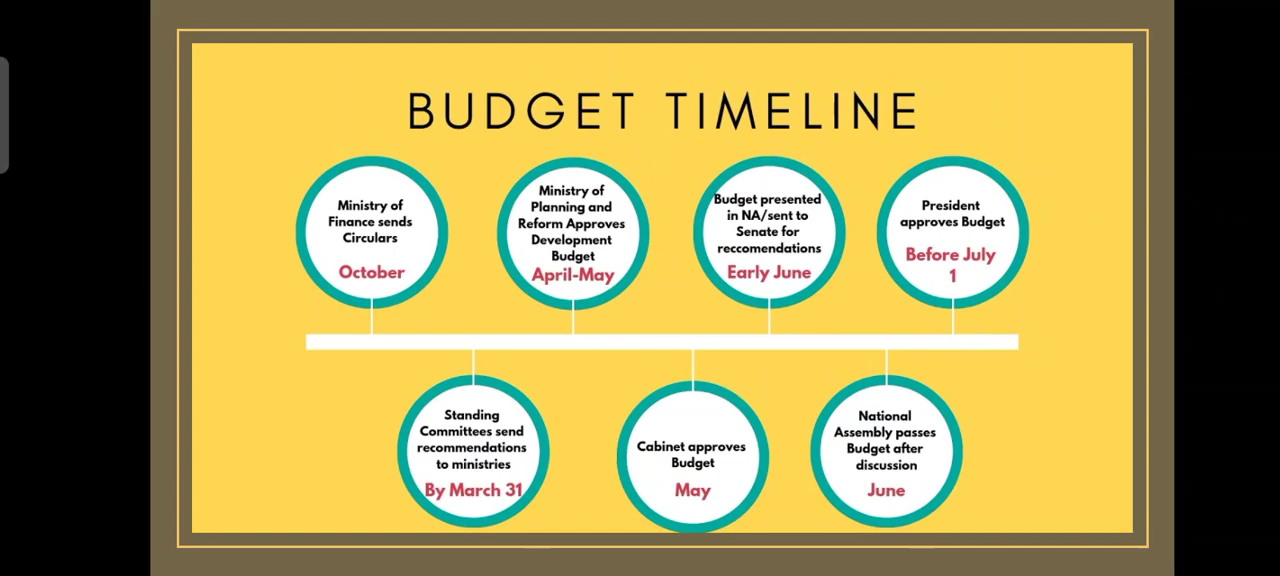 BUDGET TIMELINE
Ministry of
Finance sends
Circulars
October
Standing
Committees send
recommendations
to ministries
By March 31
Ministry of
Planning and
Reform Approves
Development
Budget
April-May
Cabinet approves
Budget
May
Budget presented
in NA/sent to
Senate for
reccomendations
Early June
National
Assembly passes
Budget after
discussion
June
President
approves Budget
Before July
1